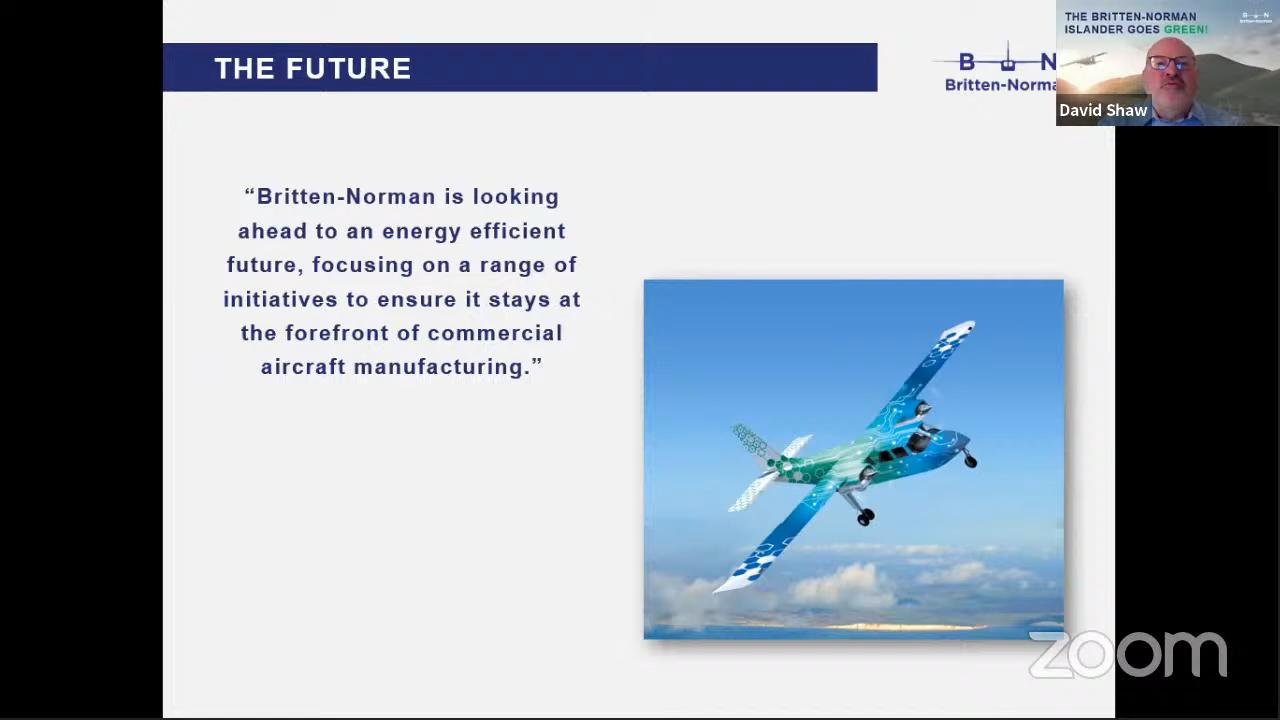 THE FUTURE
B N
Britten-Norma
THE BRITTEN-NORMAN
ISLANDER GOES GREEN!
B N
Britten-Norman
David Shaw
“Britten-Norman is looking
ahead to an energy efficient
future, focusing on a range of
initiatives to ensure it stays at
the forefront of commercial
aircraft manufacturing.”
zoom